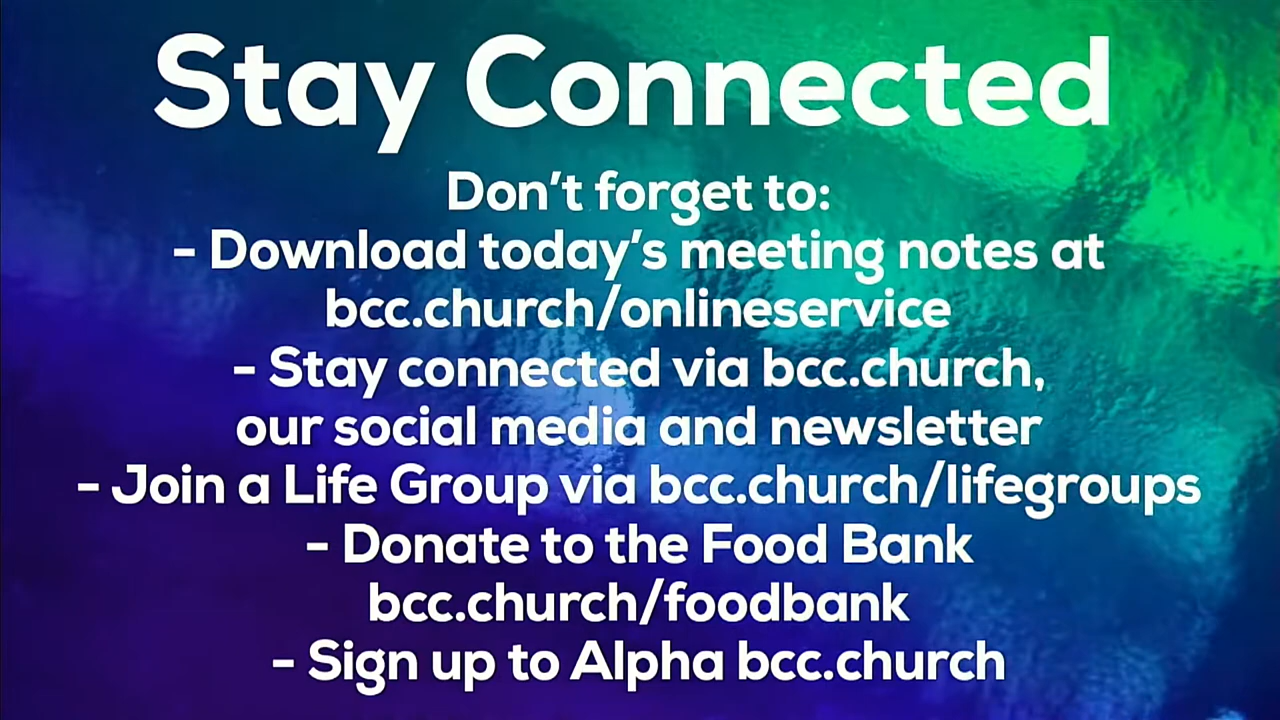 Stay Connected
Don’t forget to:
- Download today’s meeting notes at
bcc.church/onlineservice
- Stay connected via bcc.church,
our social media and newsletter
- Join a Life Group via bcc.church/lifegroups
- Donate to the Food Bank
bcc.church/foodbank
- Sign up to Alpha bcc.church